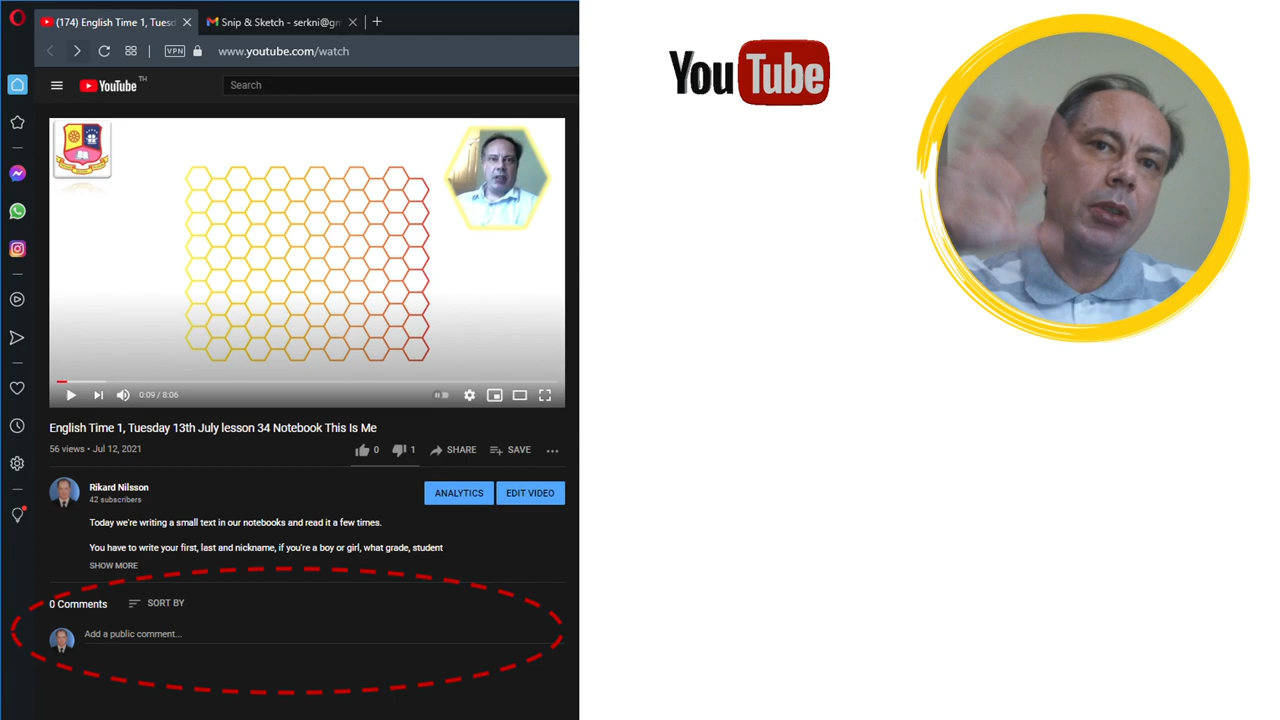 (174) English Time 1, Tuesd
Snip & Sketch - serkni@gm
VPN
www.youtube.com/watch
YouTube TH
Search
You Tube
0:09 / 8:06
English Time 1, Tuesday 13th July lesson 34 Notebook This Is Me
56 views • Jul 12, 2021
0 1 SHARE SAVE
Rikard Nilsson
42 subscribers
ANALYTICS EDIT VIDEO
Today we're writing a small text in our notebooks and read it a few times.
You have to write your first, last and nickname, if you're a boy or girl, what grade, student
SHOW MORE
0 Comments SORT BY
Add a public comment...